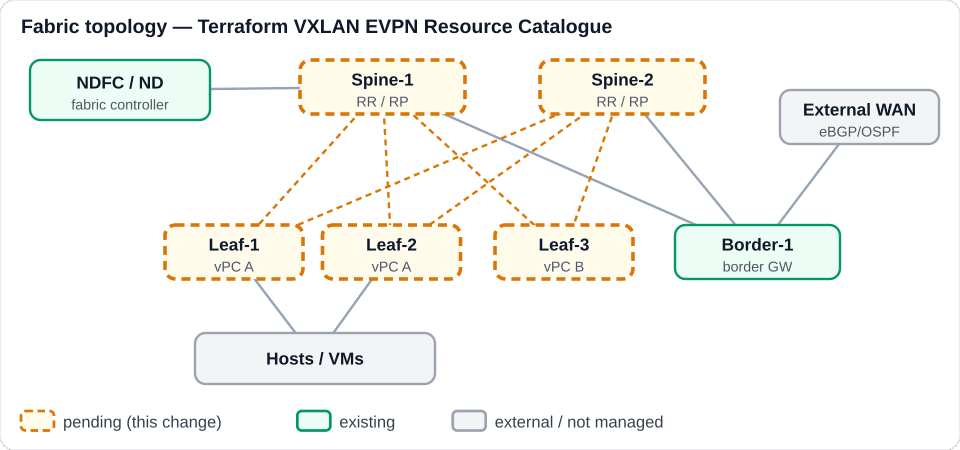 Fabric topology — Terraform VXLAN EVPN Resource Catalogue
NDFC / ND
fabric controller
Spine-1
RR / RP
Spine-2
RR / RP
External WAN
eBGP/OSPF
Leaf-1
vPC A
Leaf-2
vPC A
Leaf-3
vPC B
Border-1
border GW
Hosts / VMs
pending (this change)
existing
external / not managed